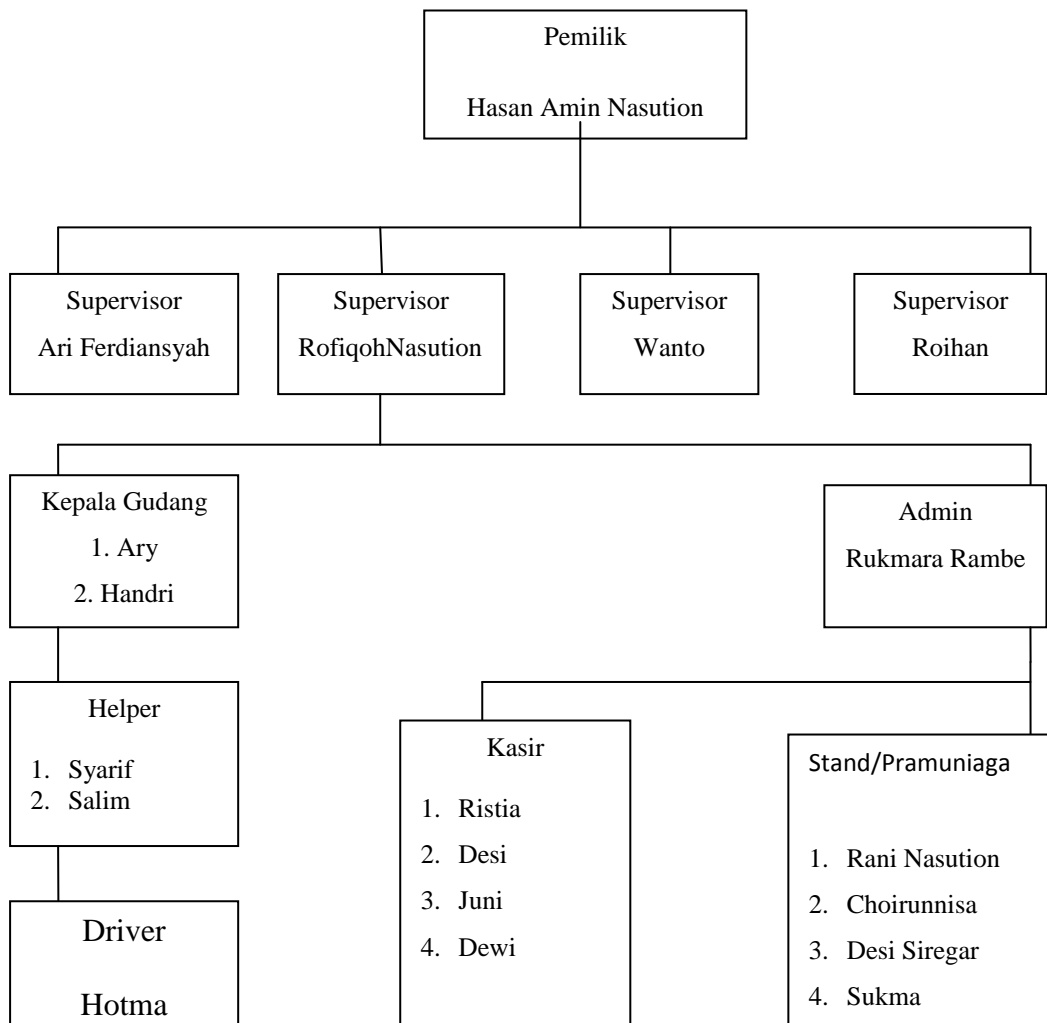 Pemilik
Hasan Amin Nasution
Supervisor
Ari Ferdiansyah
Supervisor
RofiqohNasution
Supervisor
Wanto
Supervisor
Roihan
Kepala Gudang
1. Ary
2. Handri
Admin
Rukmara Rambe
Helper
1. Syarif
2. Salim
Kasir
1. Ristia
2. Desi
3. Juni
4. Dewi
Stand/Pramuniaga
1. Rani Nasution
2. Choirunnisa
3. Desi Siregar
4. Sukma
Driver
Hotma